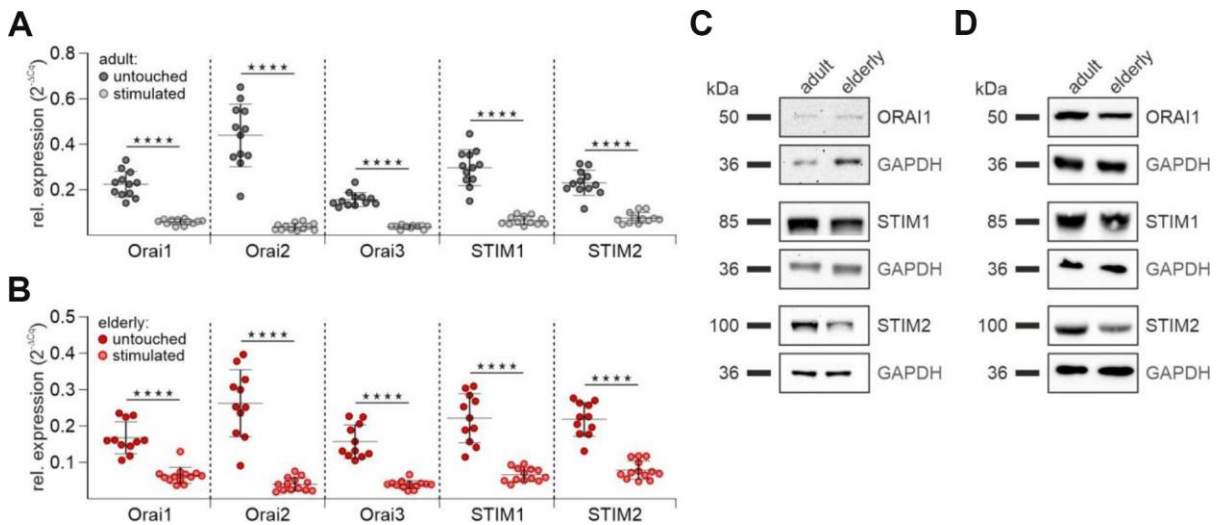 A
adult:
untouched
stimulated
rel. expression (2^-ΔCq)
0.8
0.6
0.4
0.2
★★★★
★★★★
★★★★
★★★★
★★★★
Orai1
Orai2
Orai3
STIM1
STIM2
B
elderly:
untouched
stimulated
rel. expression (2^-ΔCq)
0.5
0.4
0.3
0.2
0.1
★★★★
★★★★
★★★★
★★★★
★★★★
Orai1
Orai2
Orai3
STIM1
STIM2
C
kDa
adult
elderly
50
ORAI1
36
GAPDH
85
STIM1
36
GAPDH
100
STIM2
36
GAPDH
D
kDa
adult
elderly
50
ORAI1
36
GAPDH
85
STIM1
36
GAPDH
100
STIM2
36
GAPDH